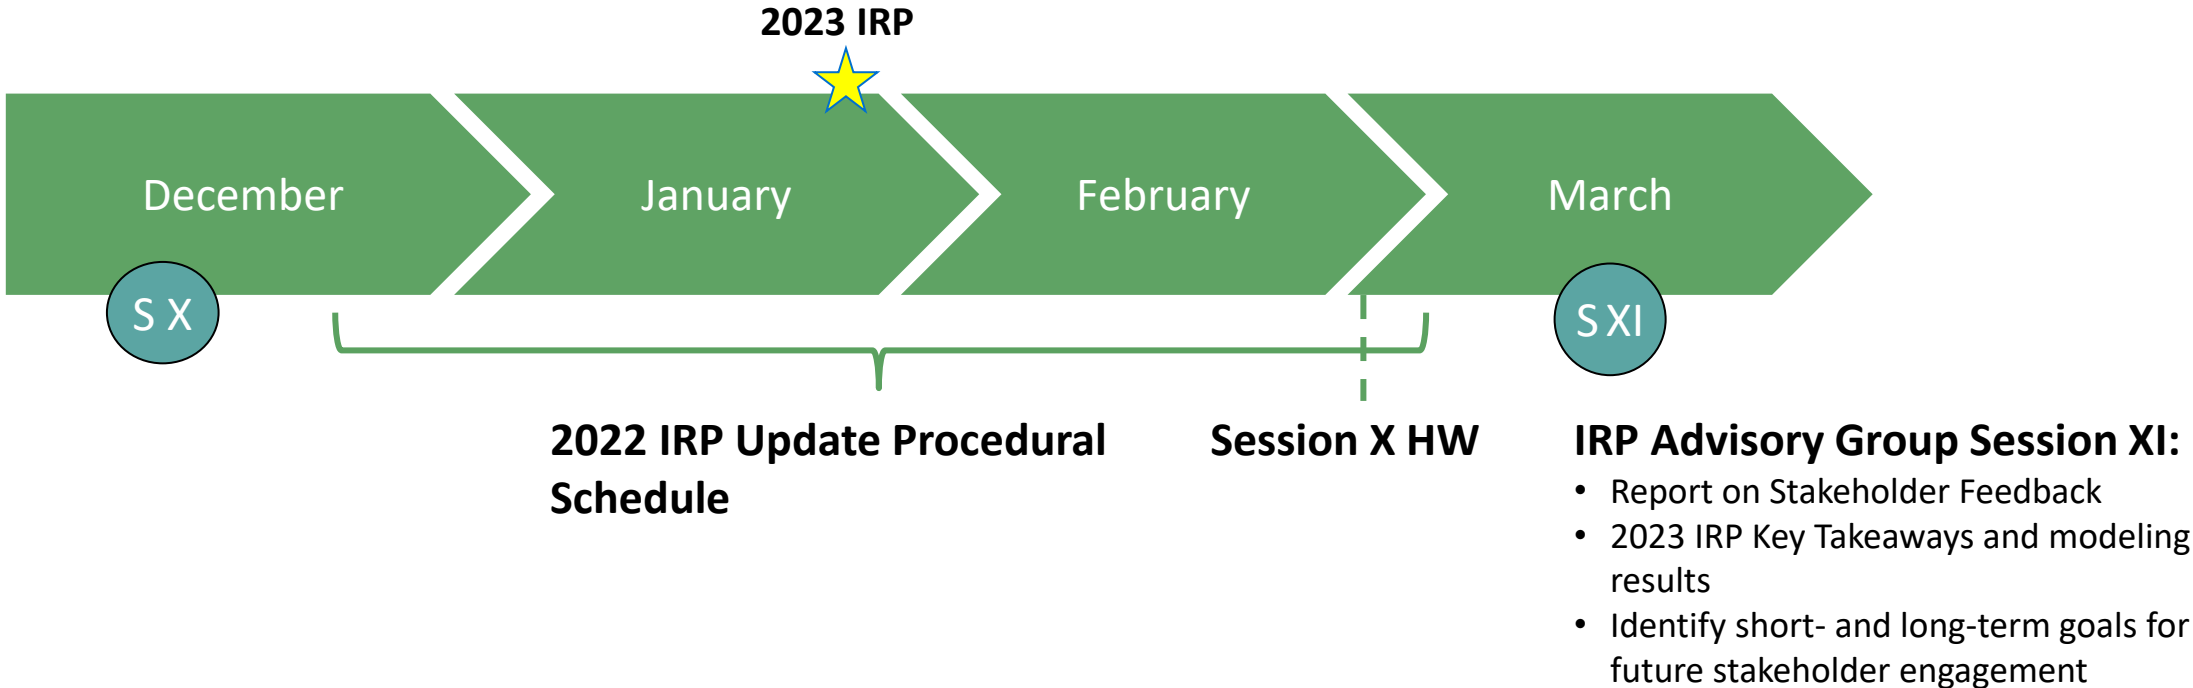 2023 IRP
December
January
February
March
S X
S XI
2022 IRP Update Procedural
Schedule
Session X HW
IRP Advisory Group Session XI:
• Report on Stakeholder Feedback
• 2023 IRP Key Takeaways and modeling
results
• Identify short- and long-term goals for
future stakeholder engagement